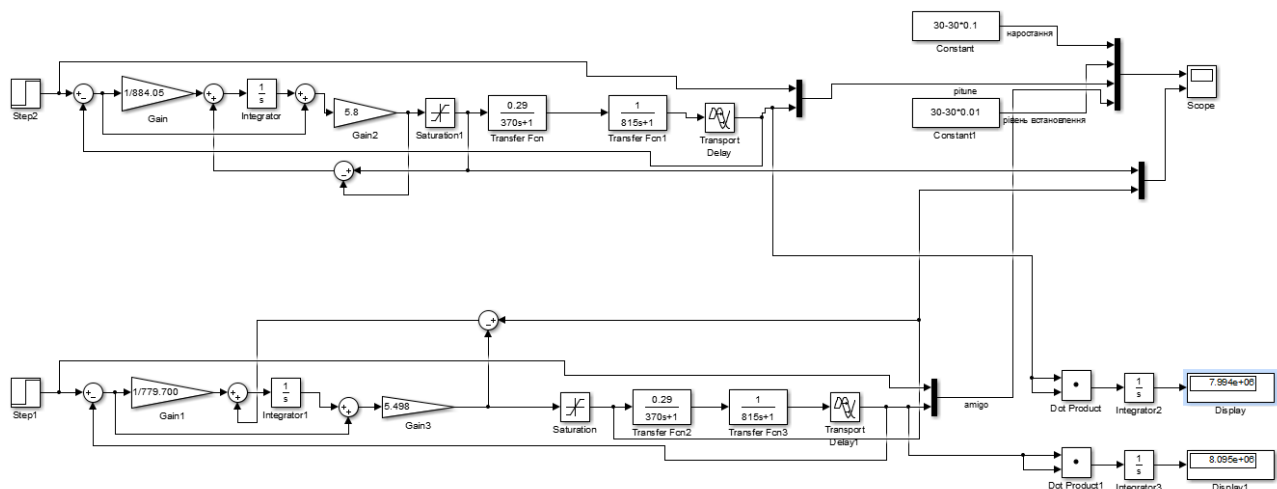 30-30*0.1
наростання
Constant
1/884.05
1
s
5.8
0.29
370s+1
1
815s+1
pitune
30-30*0.01
Scope
Step2
Gain
Integrator
Gain2
Saturation1
Transfer Fcn
Transfer Fcn1
Transport
Delay
Constant1
рівень встановлення
1/779.700
1
s
5.498
0.29
370s+1
1
815s+1
amigo
1
s
7.994e+06
Step1
Gain1
Integrator1
Gain3
Saturation
Transfer Fcn2
Transfer Fcn3
Transport
Delay1
Dot Product
Integrator2
Display
1
s
8.095e+06
Dot Product1
Integrator3
Display1